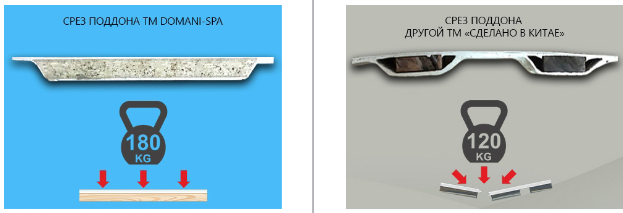 СРЕЗ ПОДДОНА ТМ DOMANI-SPA
180
KG
СРЕЗ ПОДДОНА
ДРУГОЙ ТМ «СДЕЛАНО В КИТАЕ»
120
KG